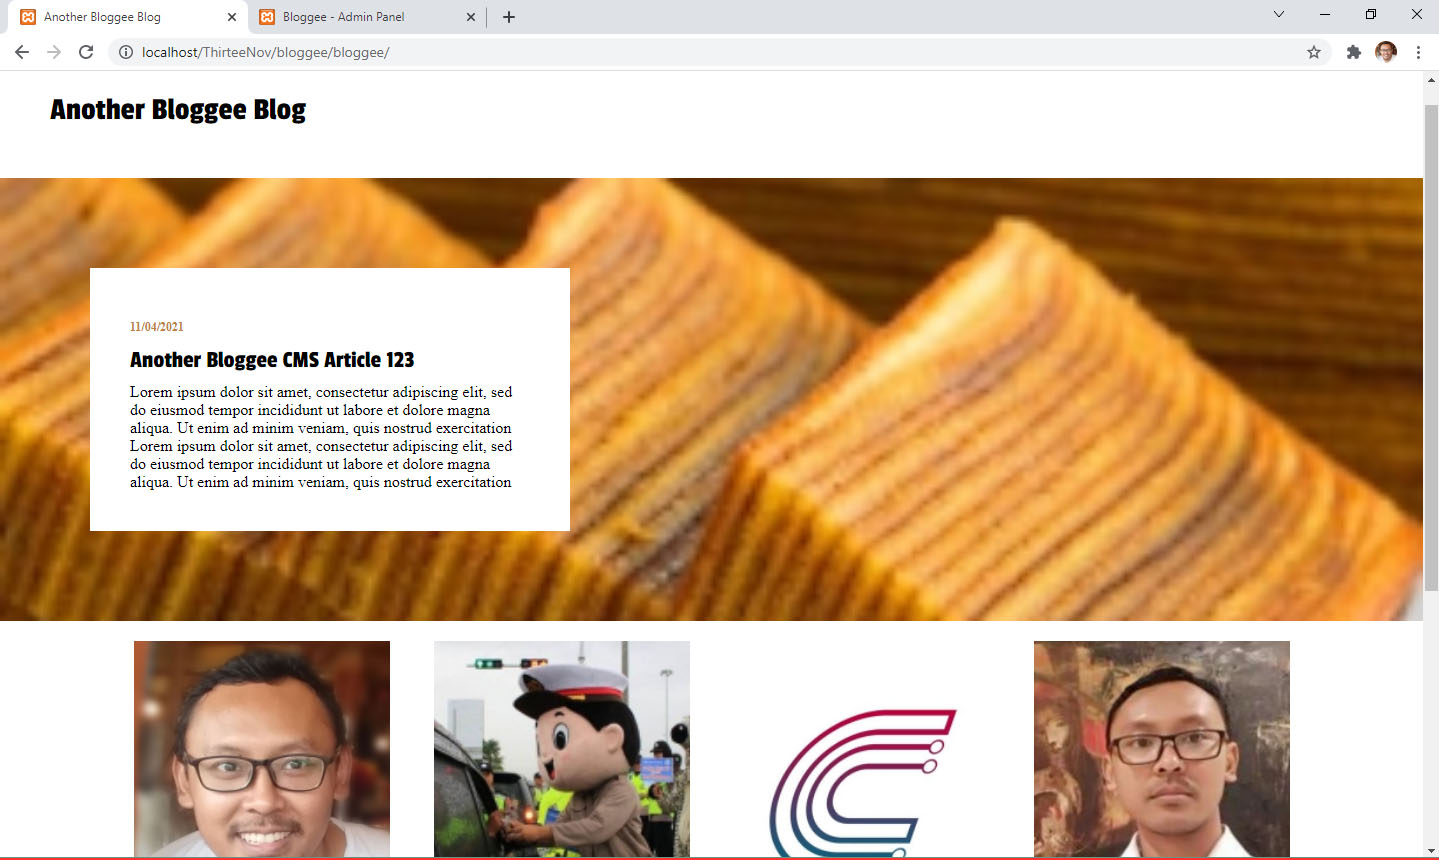 Another Bloggee Blog
Bloggee - Admin Panel
localhost/ThirteeNov/bloggee/bloggee/
Another Bloggee Blog
11/04/2021
Another Bloggee CMS Article 123
Lorem ipsum dolor sit amet, consectetur adipiscing elit, sed
do eiusmod tempor incididunt ut labore et dolore magna
aliqua. Ut enim ad minim veniam, quis nostrud exercitation
Lorem ipsum dolor sit amet, consectetur adipiscing elit, sed
do eiusmod tempor incididunt ut labore et dolore magna
aliqua. Ut enim ad minim veniam, quis nostrud exercitation